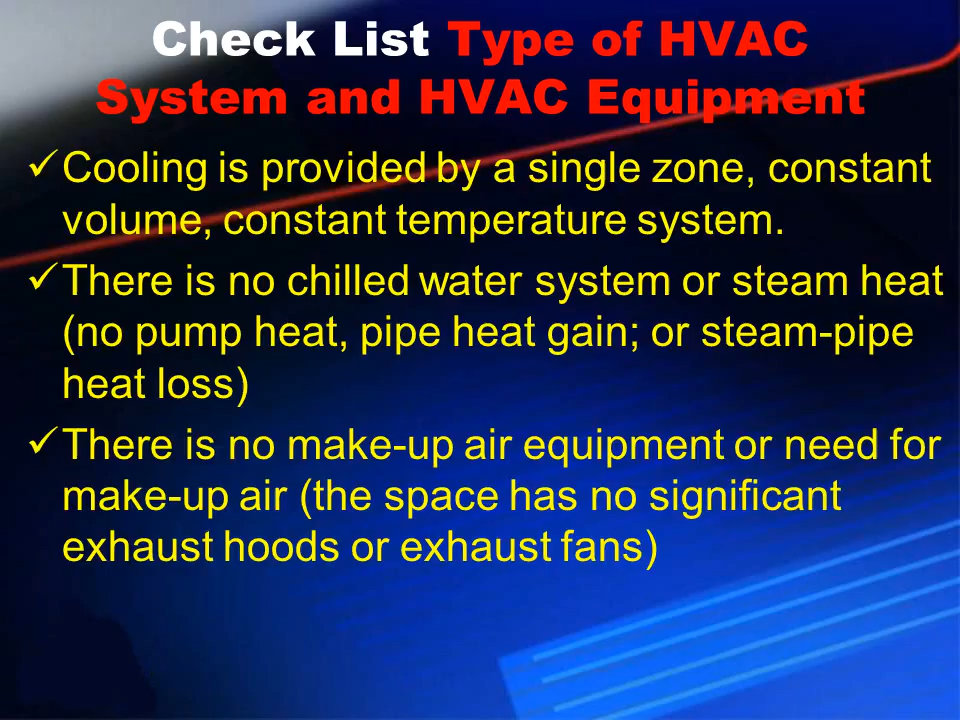 Check List Type of HVAC
System and HVAC Equipment
✓ Cooling is provided by a single zone, constant
volume, constant temperature system.
✓ There is no chilled water system or steam heat
(no pump heat, pipe heat gain; or steam-pipe
heat loss)
✓ There is no make-up air equipment or need for
make-up air (the space has no significant
exhaust hoods or exhaust fans)